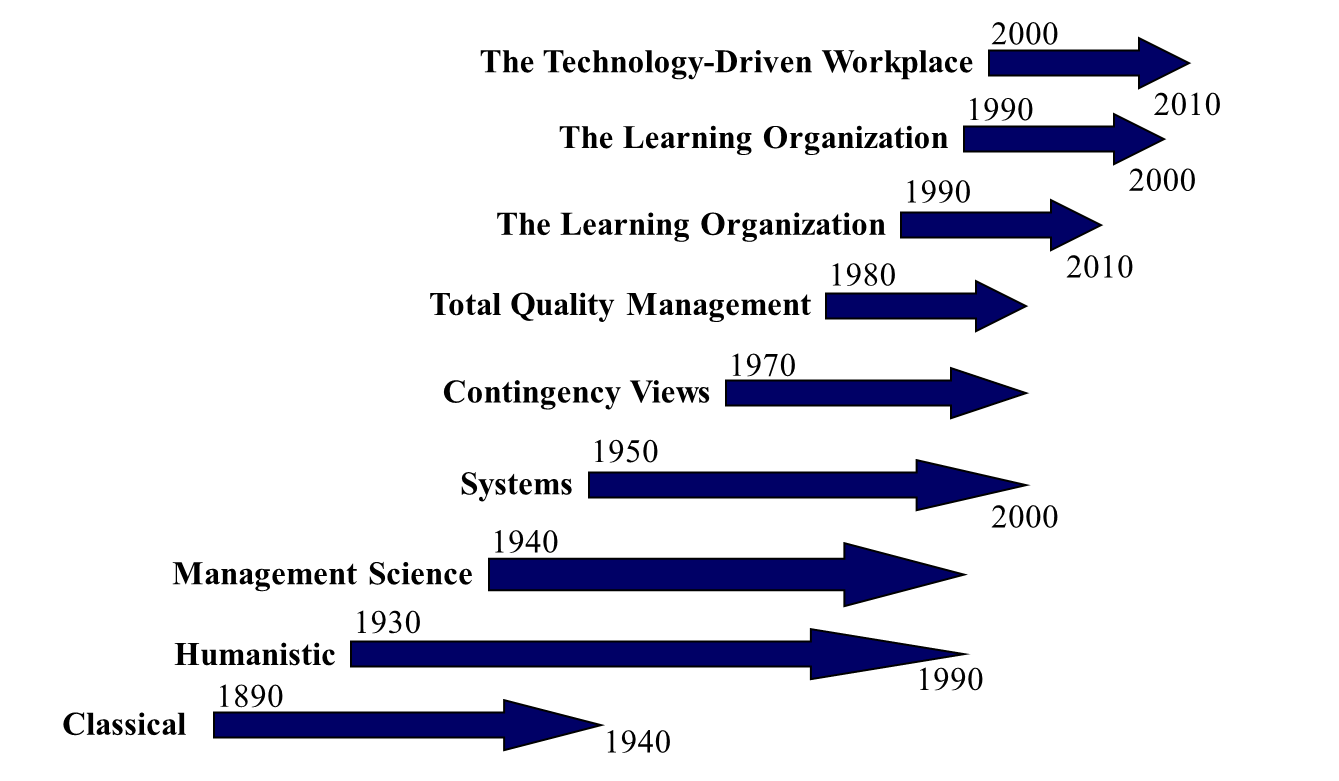 2000
The Technology-Driven Workplace
2010
1990
The Learning Organization
2000
1990
The Learning Organization
2010
1980
Total Quality Management
1970
Contingency Views
1950
Systems
2000
1940
Management Science
1930
Humanistic
1990
1890
Classical
1940